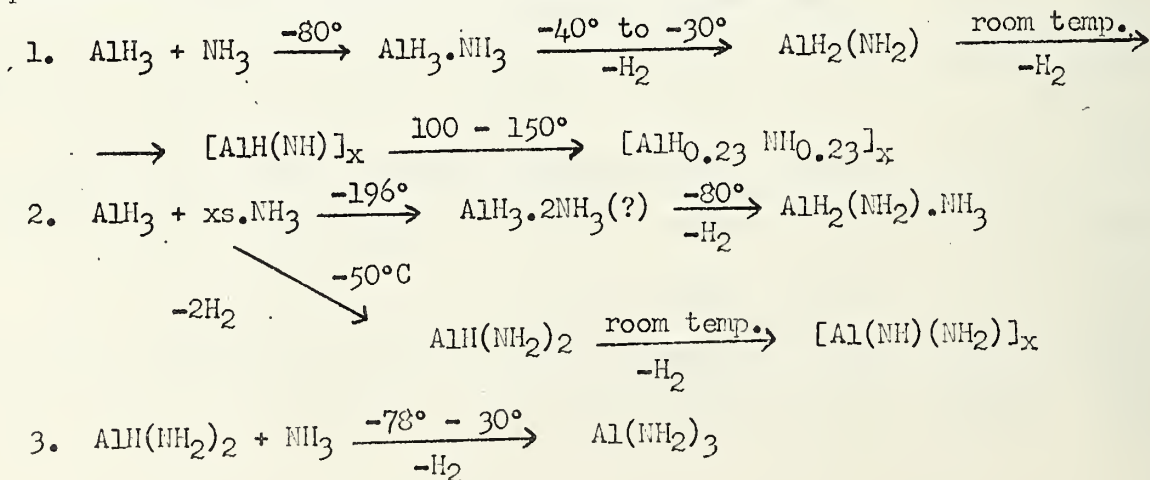 1. AlH3 + NH3 -80° AlH3.NH3 -40° to -30° -H2 AlH2(NH2) room temp. -H2
[AlH(NH)]x 100 - 150° [AlH0.23 NH0.23]x
2. AlH3 + xs.NH3 -196° AlH3.2NH3(?) -80° -H2 AlH2(NH2).NH3
-50°C
-2H2
AlH(NH2)2 room temp. -H2 [Al(NH)(NH2)]x
3. AlH(NH2)2 + NH3 -78° - 30° -H2 Al(NH2)3